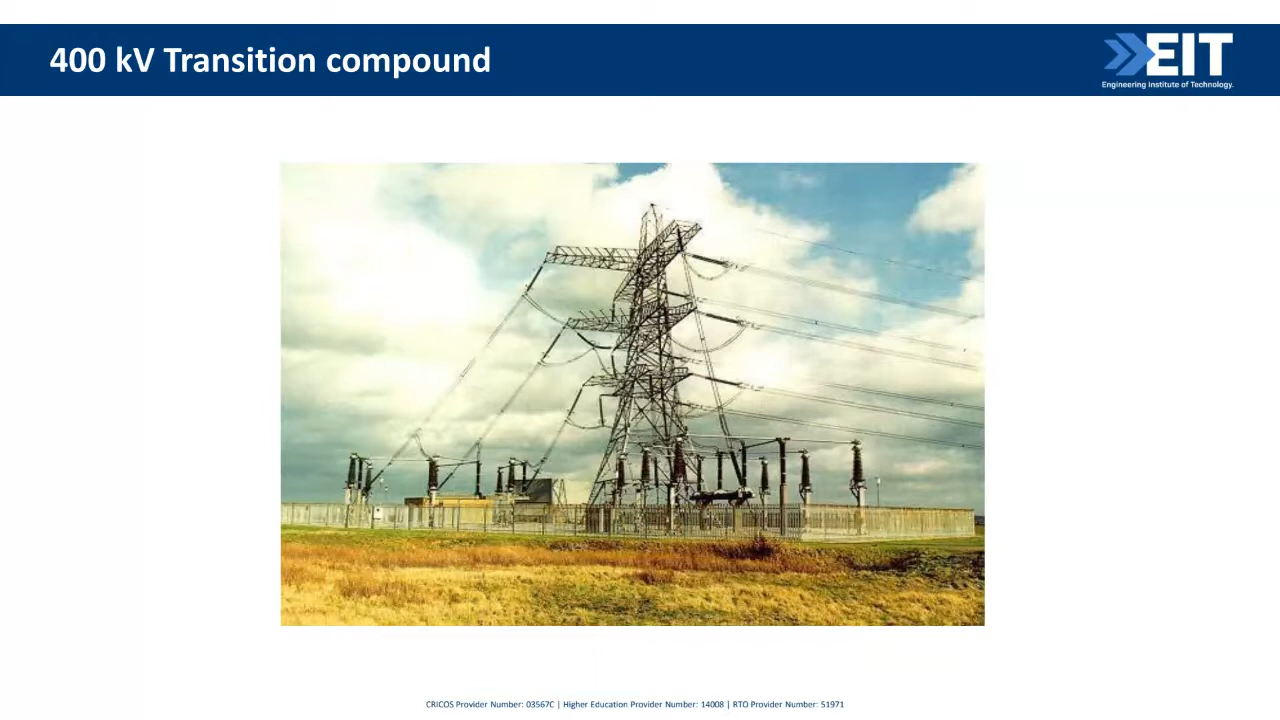 400 kV Transition compound
EIT
Engineering Institute of Technology.
CRICOS Provider Number: 03567C | Higher Education Provider Number: 14008 | RTO Provider Number: 51971